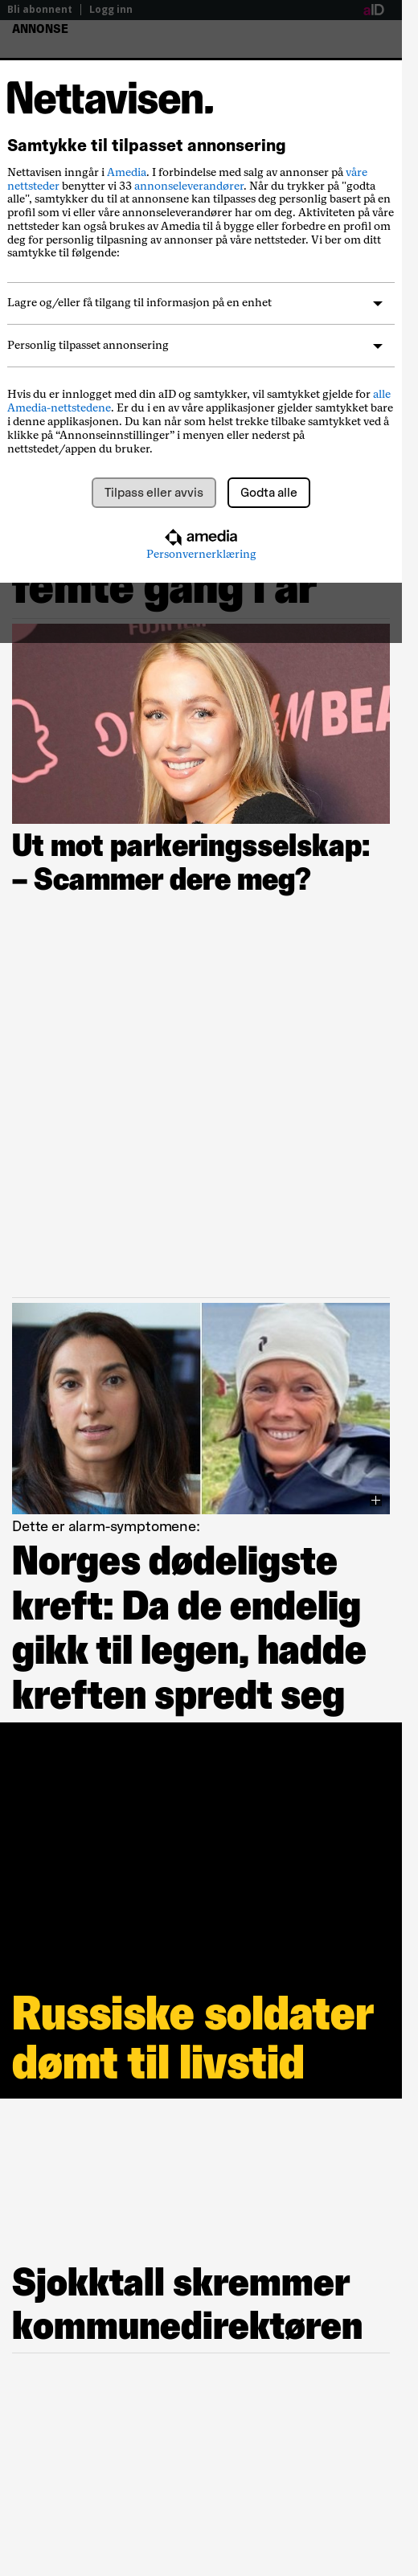 Bli abonnent | Logg inn
aID
ANNONSE
Nettavisen.
Samtykke til tilpasset annonsering
Nettavisen inngår i Amedia. I forbindelse med salg av annonser på våre
nettsteder benytter vi 33 annonseleverandører. Når du trykker på "godta
alle", samtykker du til at annonsene kan tilpasses deg personlig basert på en
profil som vi eller våre annonseleverandører har om deg. Aktiviteten på våre
nettsteder kan også brukes av Amedia til å bygge eller forbedre en profil om
deg for personlig tilpasning av annonser på våre nettsteder. Vi ber om ditt
samtykke til følgende:
Lagre og/eller få tilgang til informasjon på en enhet
Personlig tilpasset annonsering
Hvis du er innlogget med din aID og samtykker, vil samtykket gjelde for alle
Amedia-nettstedene. Er du i en av våre applikasjoner gjelder samtykket bare
i denne applikasjonen. Du kan når som helst trekke tilbake samtykket ved å
klikke på “Annonseinnstillinger” i menyen eller nederst på
nettstedet/appen du bruker.
Tilpass eller avvis
Godta alle
amedia
Personvernerklæring
femte gang i år
Ut mot parkeringsselskap:
– Scammer dere meg?
Dette er alarm-symptomene:
Norges dødeligste
kreft: Da de endelig
gikk til legen, hadde
kreften spredt seg
Russiske soldater
dømt til livstid
Sjokktall skremmer
kommunedirektøren